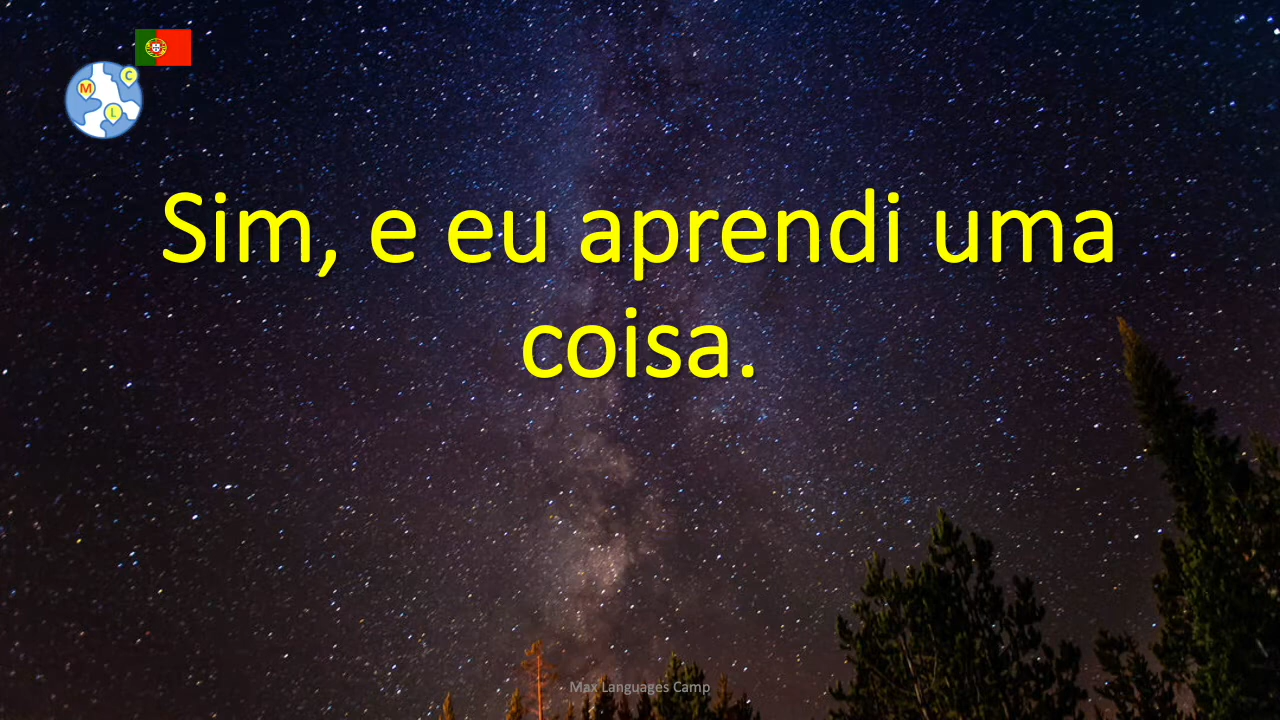 M
C
L
Sim, e eu aprendi uma
coisa.
Max Languages Camp